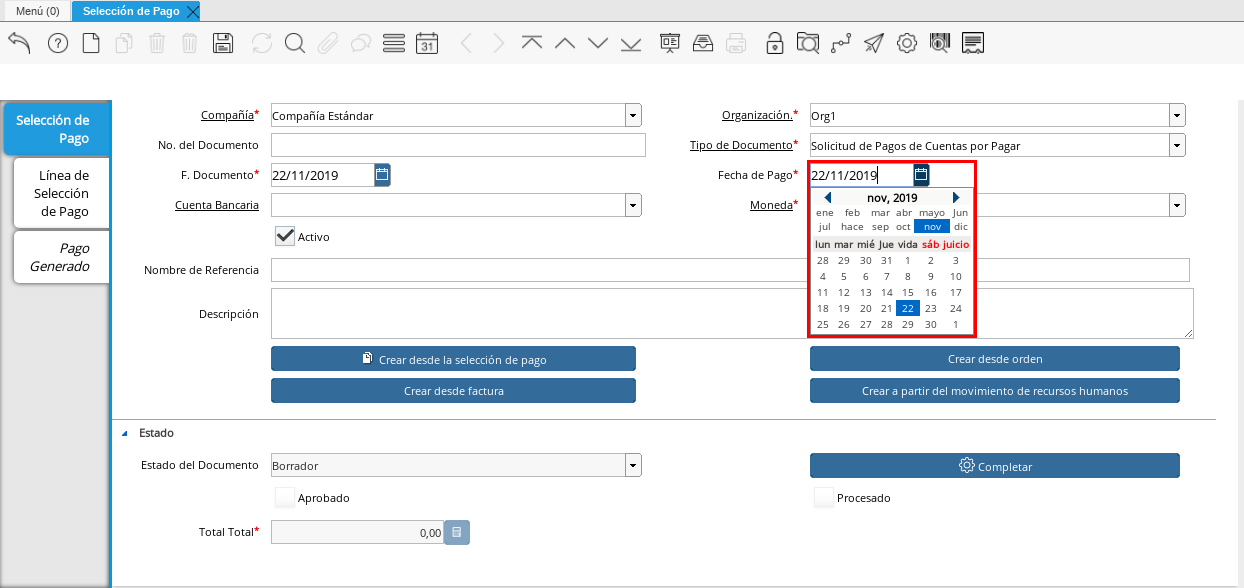 Menú (0)
Selección de Pago
31
Selección de
Pago
Línea de
Selección
de Pago
Pago
Generado
Compañía* Compañía Estándar
Organización.* Org1
No. del Documento
Tipo de Documento* Solicitud de Pagos de Cuentas por Pagar
F. Documento* 22/11/2019
Fecha de Pago* 22/11/2019
Cuenta Bancaria
Moneda*
nov, 2019
ene feb mar abr mayo Jun
jul hace sep oct nov dic
lun mar mié Jue vida sáb juicio
28 29 30 31 1 2 3
4 5 6 7 8 9 10
11 12 13 14 15 16 17
18 19 20 21 22 23 24
25 26 27 28 29 30 1
Activo
Nombre de Referencia
Descripción
Crear desde la selección de pago
Crear desde orden
Crear desde factura
Crear a partir del movimiento de recursos humanos
Estado
Estado del Documento Borrador
Completar
Aprobado
Procesado
Total Total* 0,00